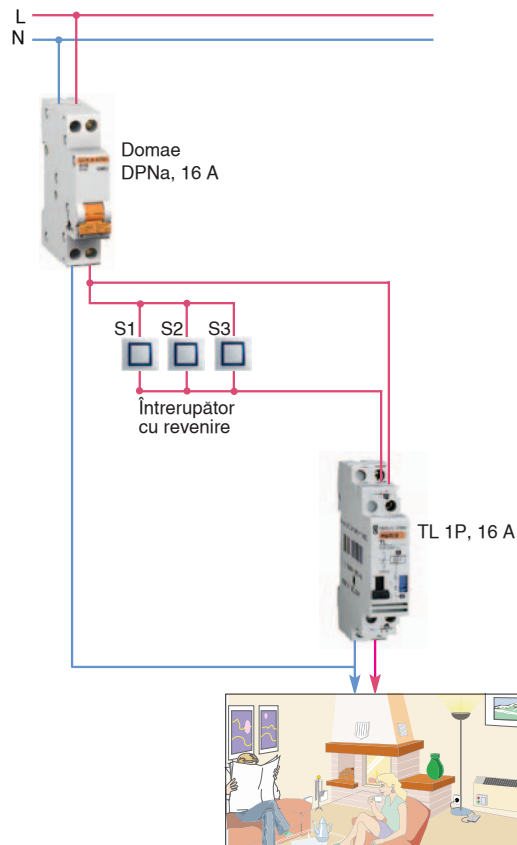 L
N
Domae
DPNa, 16 A
S1 S2 S3
Întrerupător
cu revenire
TL 1P, 16 A